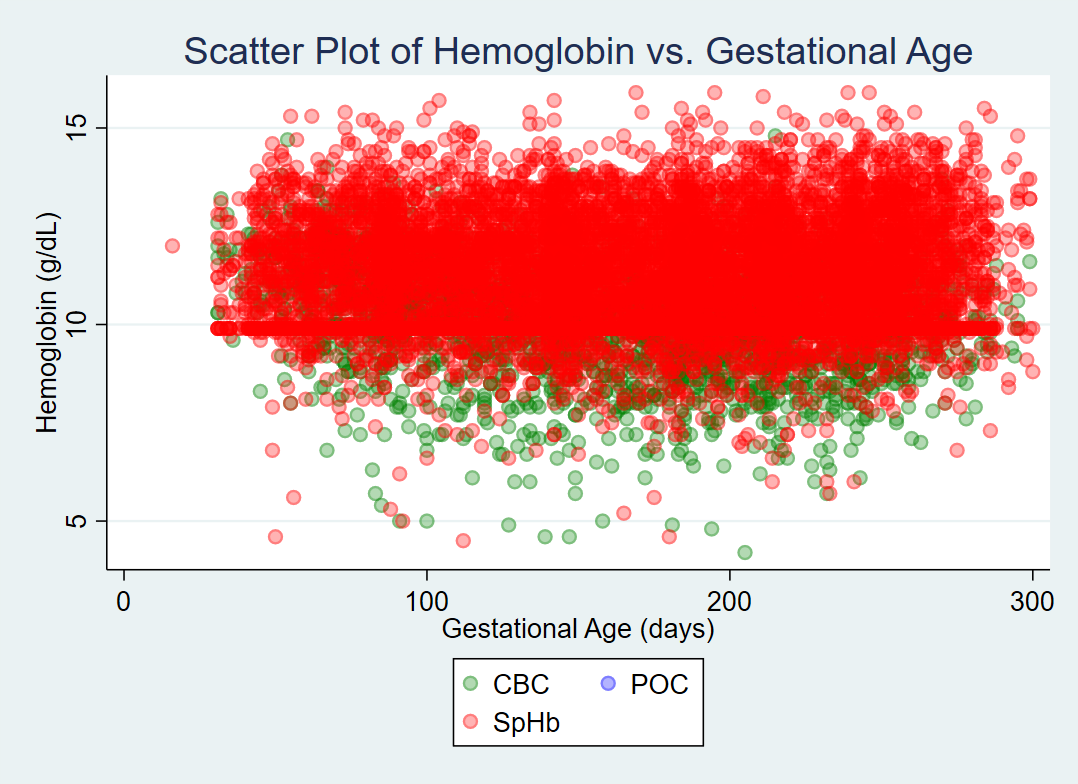 Scatter Plot of Hemoglobin vs. Gestational Age
Hemoglobin (g/dL)
15
10
5
0 100 200 300
Gestational Age (days)
CBC POC
SpHb